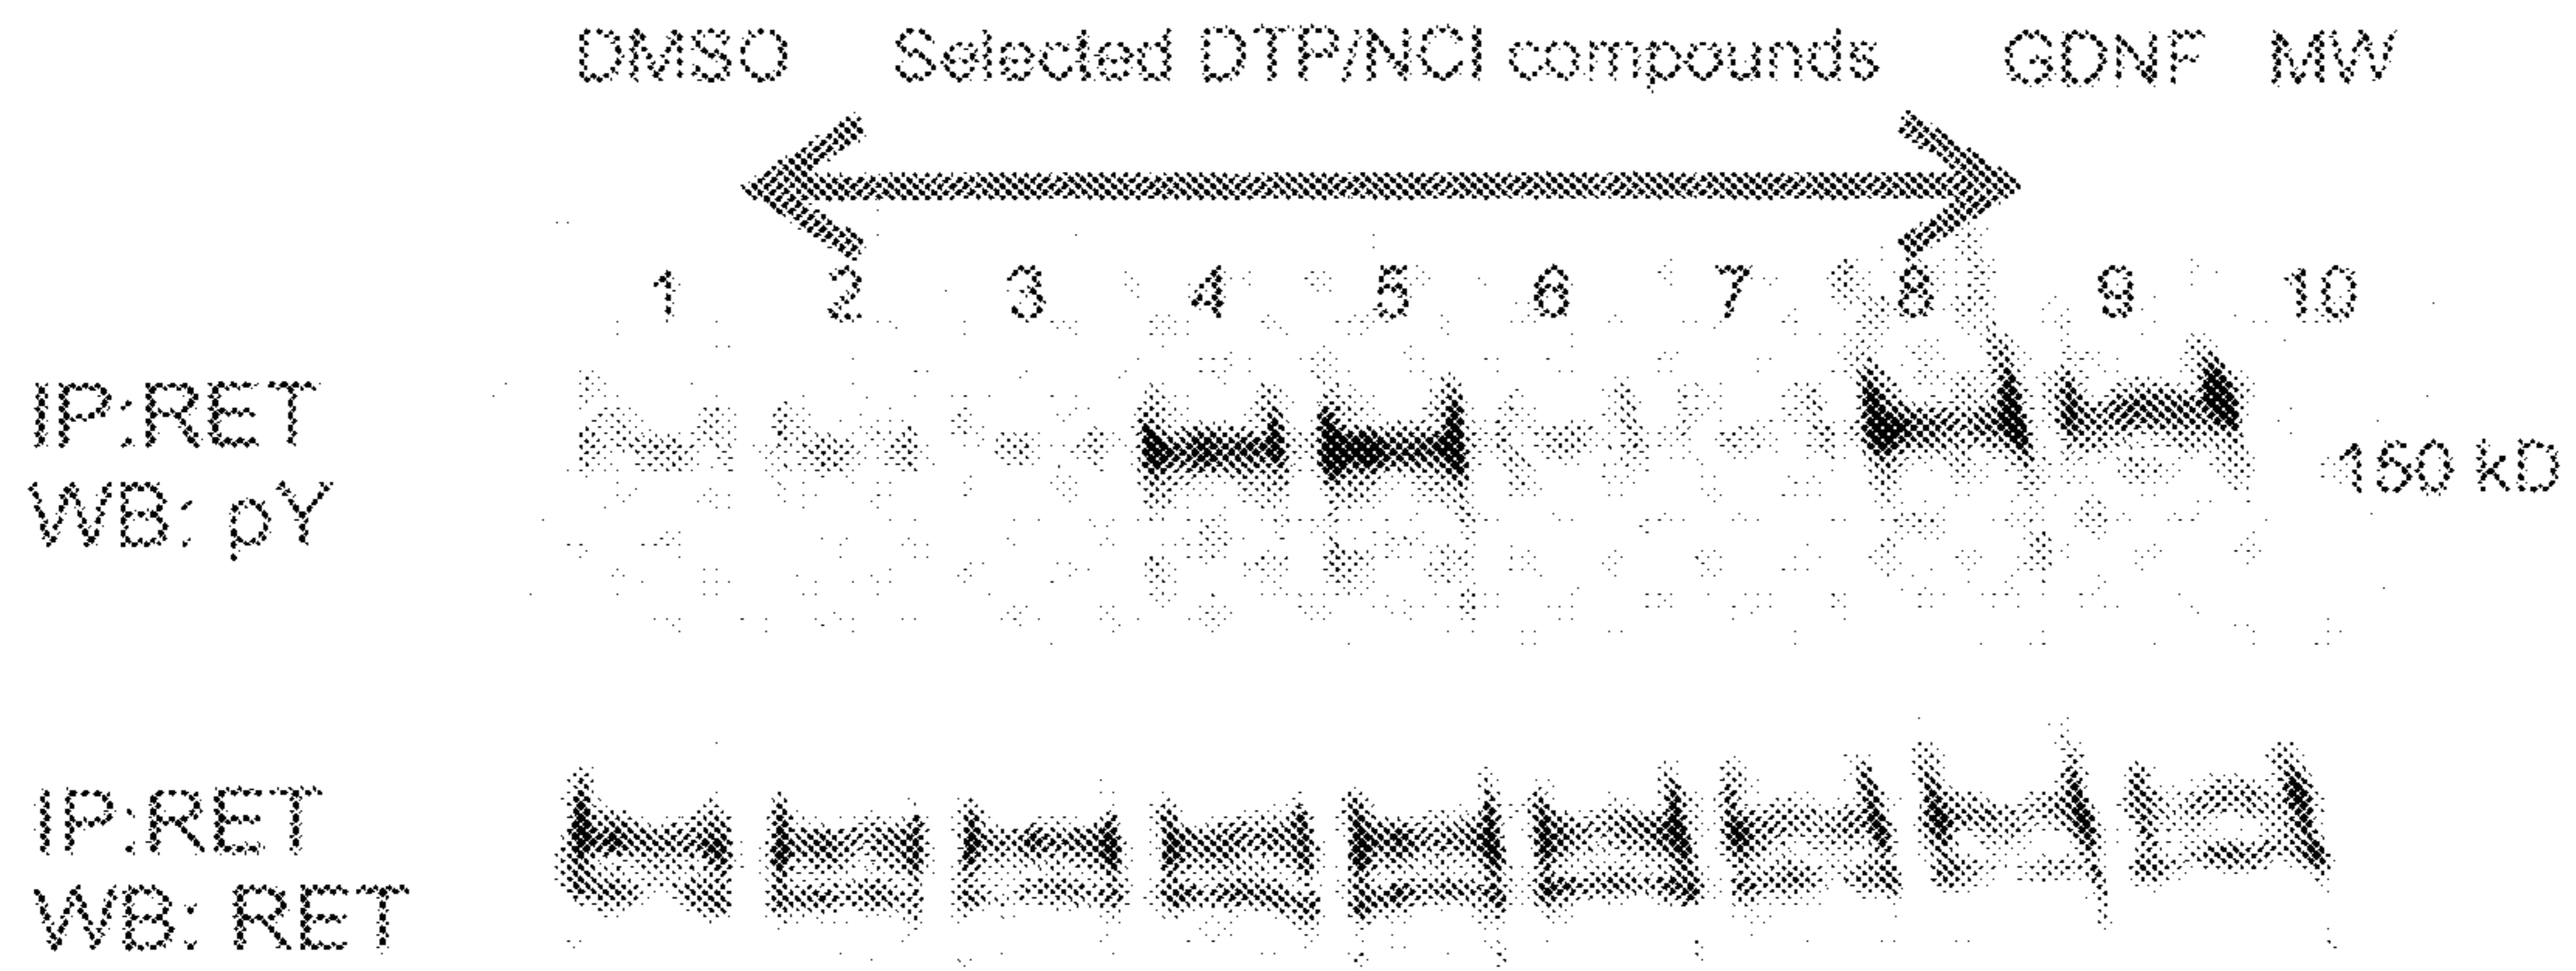 DMSO Selected DTP/NCI compounds GDNF MW
1 2 3 4 5 6 7 8 9 10
IP:RET
WB: pY
150 kD
IP:RET
WB: RET